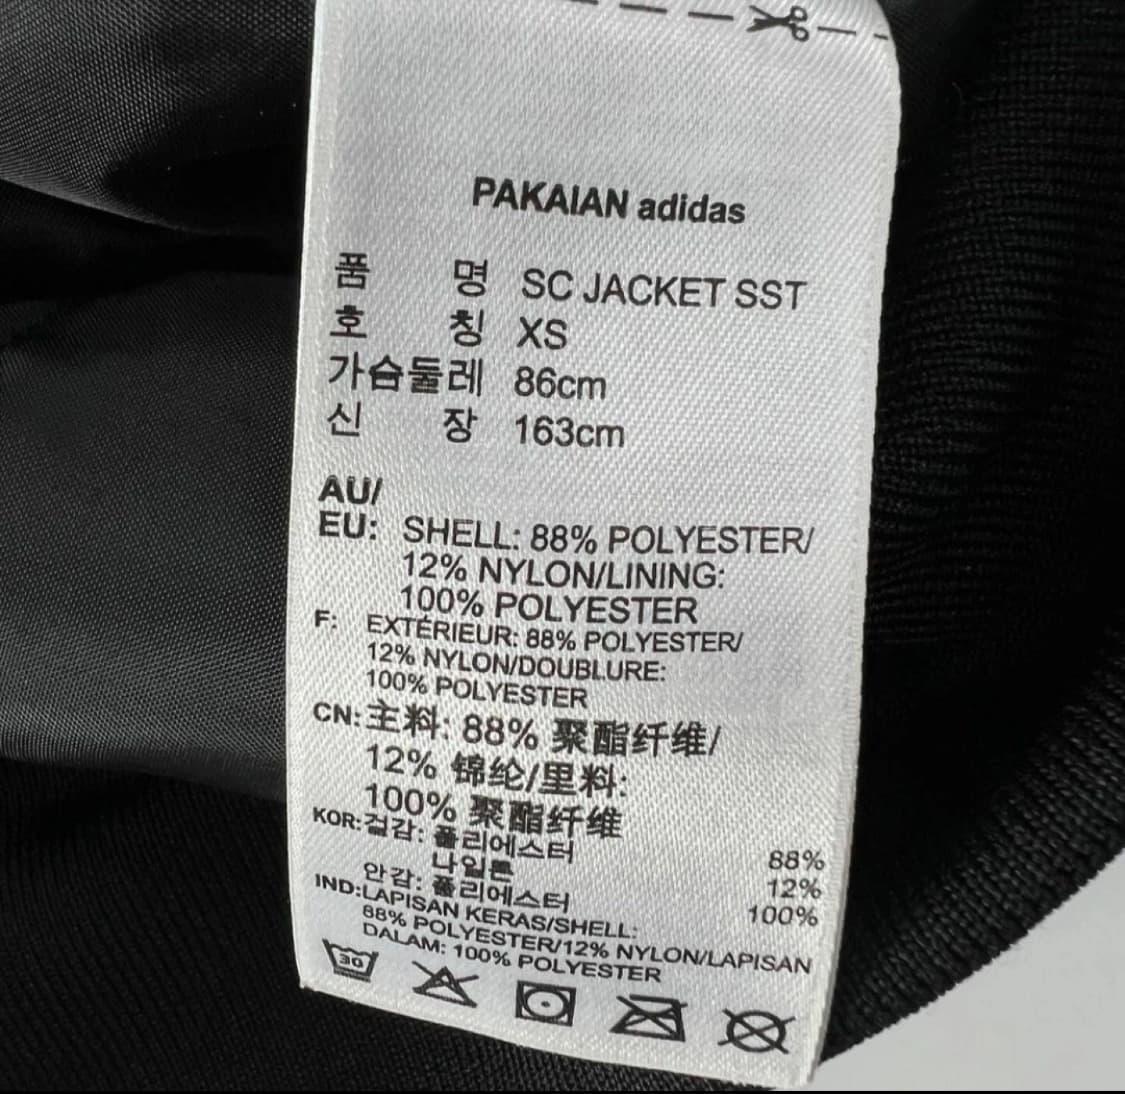 PAKAIAN adidas
품 명 SC JACKET SST
호 칭 XS
가슴둘레 86cm
신 장 163cm
AU/
EU: SHELL: 88% POLYESTER/
12% NYLON/LINING:
100% POLYESTER
F: EXTÉRIEUR: 88% POLYESTER/
12% NYLON/DOUBLURE:
100% POLYESTER
CN: 主料: 88% 聚酯纤维/
12% 锦纶/里料:
100% 聚酯纤维
KOR: 겉감: 폴리에스터 88%
나일론 12%
안감: 폴리에스터 100%
IND: LAPISAN KERAS/SHELL:
88% POLYESTER/12% NYLON/LAPISAN
DALAM: 100% POLYESTER
30